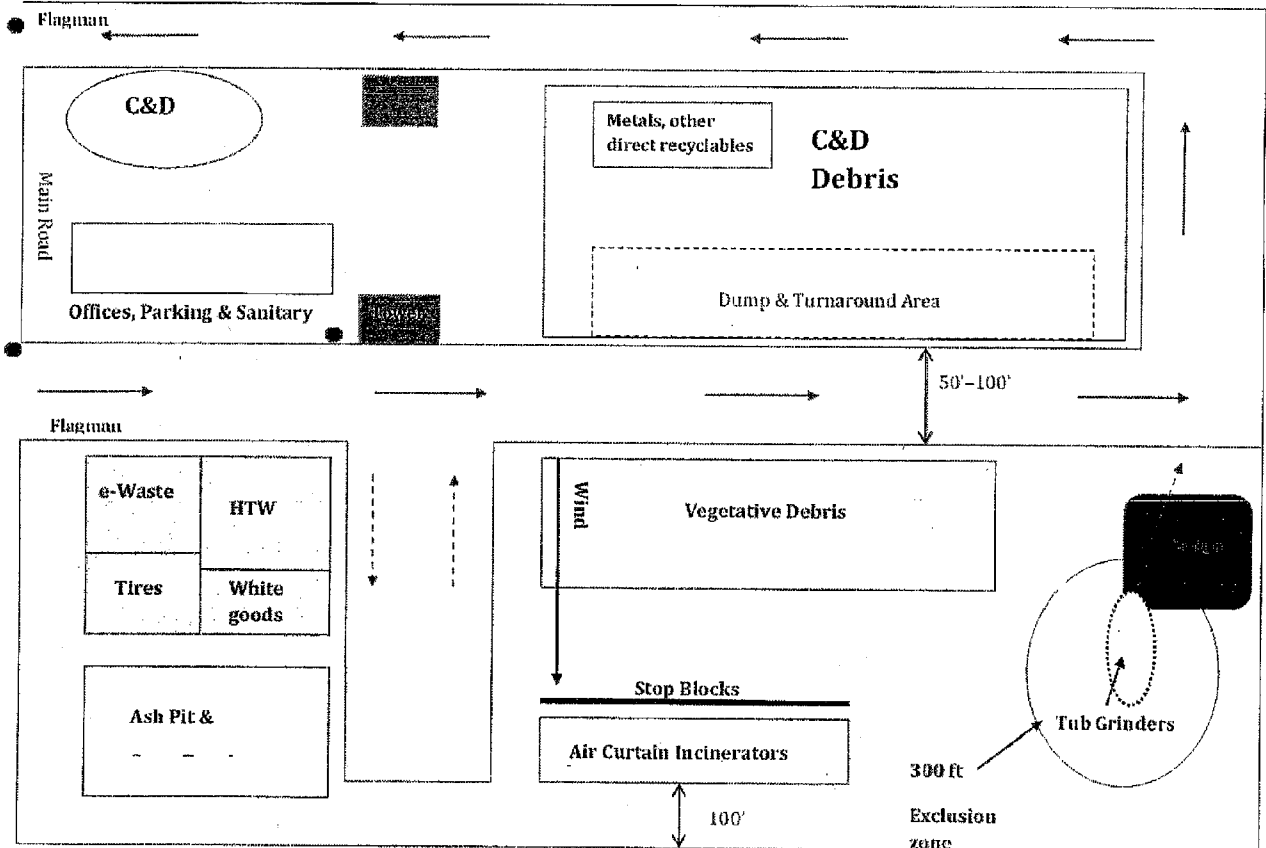 Flagman
C&D
Metals, other
direct recyclables
C&D
Debris
Main Road
Dump & Turnaround Area
Offices, Parking & Sanitary
Tower
50'–100'
Flagman
e-Waste
HTW
Wind
Vegetative Debris
Tires
White
goods
Stop Blocks
Ash Pit &
Tub Grinders
Air Curtain Incinerators
300 ft
100'
Exclusion
zone